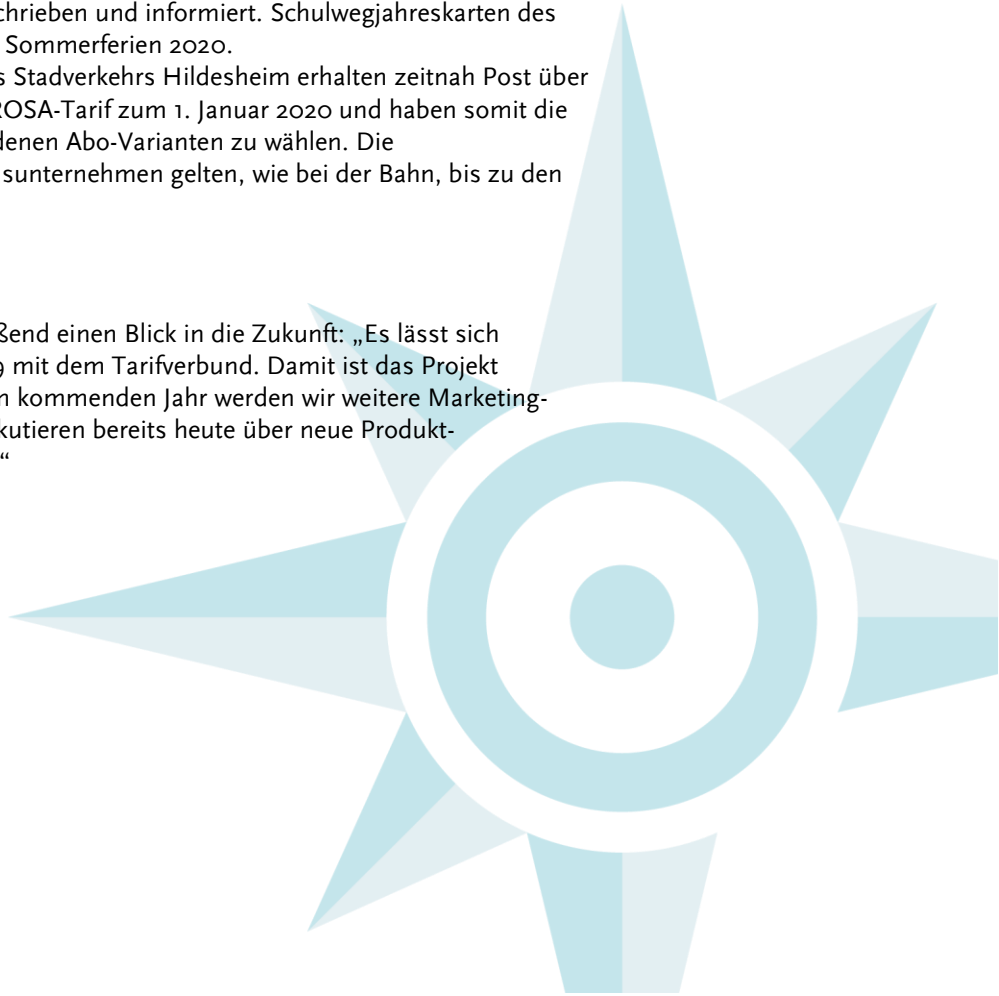 chrieben und informiert. Schulwegjahreskarten des
Sommerferien 2020.
s Stadverkehrs Hildesheim erhalten zeitnah Post über
ROSA-Tarif zum 1. Januar 2020 und haben somit die
denen Abo-Varianten zu wählen. Die
sunternehmen gelten, wie bei der Bahn, bis zu den
ßend einen Blick in die Zukunft: „Es lässt sich
9 mit dem Tarifverbund. Damit ist das Projekt
n kommenden Jahr werden wir weitere Marketing-
kutieren bereits heute über neue Produkt-
“